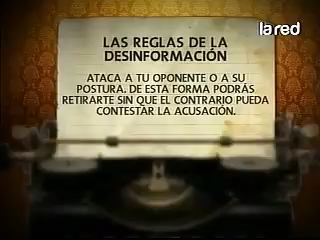 la red
LAS REGLAS DE LA
DESINFORMACIÓN
ATACA A TU OPONENTE O A SU
POSTURA. DE ESTA FORMA PODRÁS
RETIRARTE SIN QUE EL CONTRARIO PUEDA
CONTESTAR LA ACUSACIÓN.